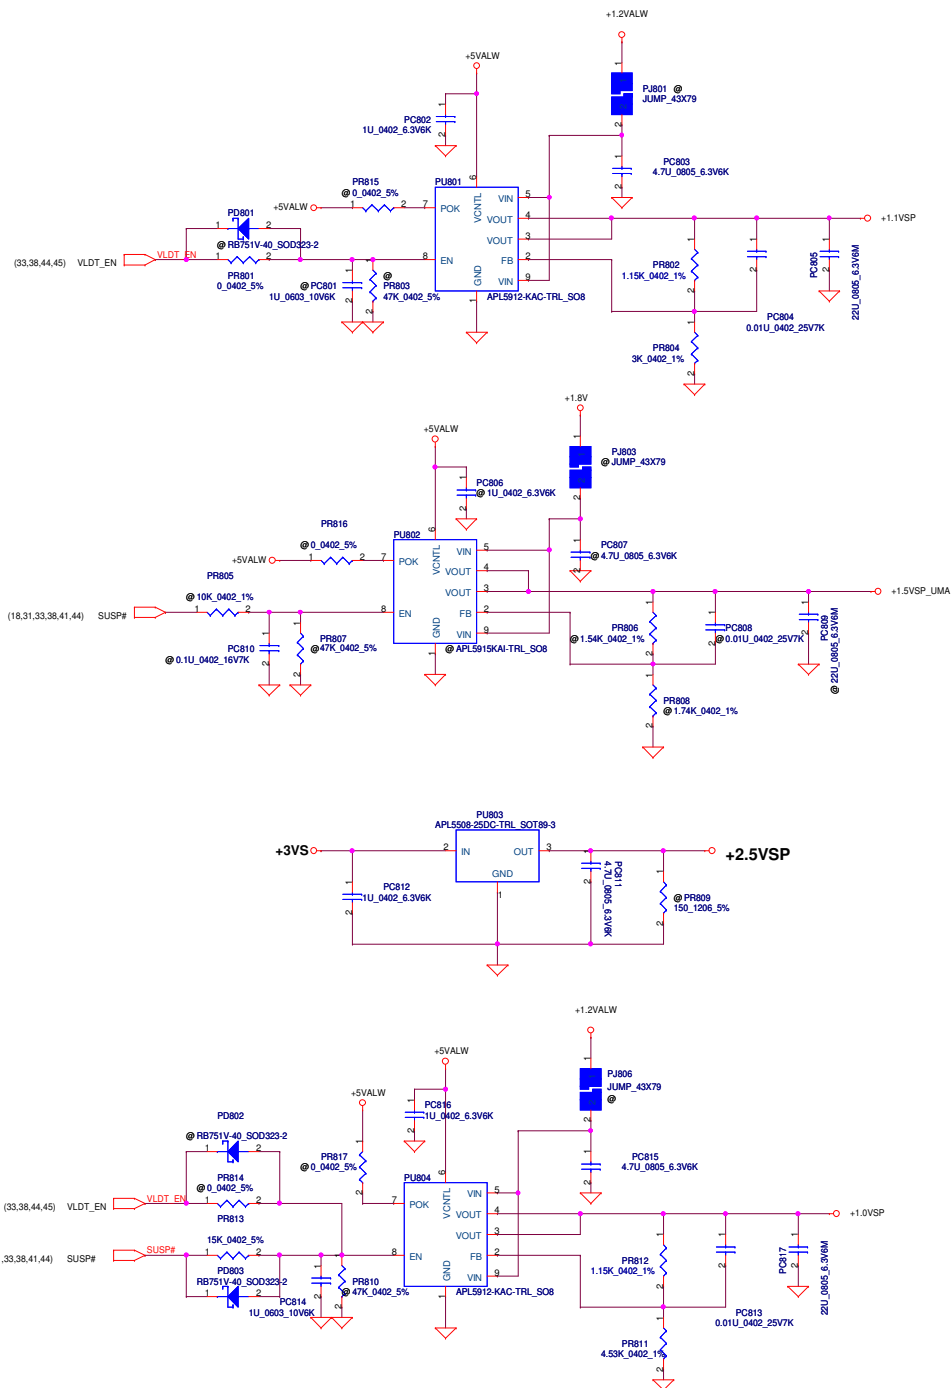 +1.2VALW
+5VALW
PJ801 @
JUMP_43X79
PC802
1U_0402_6.3V6K
PC803
4.7U_0805_6.3V6K
PR815
@ 0_0402_5%
+5VALW
PU801
POK
VCNTL
VIN
VOUT
VOUT
EN
FB
VIN
GND
APL5912-KAC-TRL_SO8
PD801
@ RB751V-40_SOD323-2
(33,38,44,45) VLDT_EN
VLDT_EN
PR801
0_0402_5%
@ PC801
1U_0603_10V6K
@
PR803
47K_0402_5%
+1.1VSP
PR802
1.15K_0402_1%
PC804
0.01U_0402_25V7K
PC805
22U_0805_6.3V6M
PR804
3K_0402_1%
+1.8V
+5VALW
PJ803
@ JUMP_43X79
PC806
@ 1U_0402_6.3V6K
PC807
@ 4.7U_0805_6.3V6K
PR816
@ 0_0402_5%
+5VALW
PU802
POK
VCNTL
VIN
VOUT
VOUT
EN
FB
VIN
GND
@ APL5915KAI-TRL_SO8
PR805
@ 10K_0402_1%
(18,31,33,38,41,44) SUSP#
PC810
@ 0.1U_0402_16V7K
PR807
@ 47K_0402_5%
+1.5VSP_UMA
PR806
@ 1.54K_0402_1%
PC808
@ 0.01U_0402_25V7K
PC809
@ 22U_0805_6.3V6M
PR808
@ 1.74K_0402_1%
PU803
APL5508-25DC-TRL_SOT89-3
+3VS
IN
OUT
GND
+2.5VSP
PC812
1U_0402_6.3V6K
PC811
4.7U_0805_6.3V6K
@ PR809
150_1206_5%
+1.2VALW
+5VALW
PJ806
JUMP_43X79
@
+5VALW
PC816
1U_0402_6.3V6K
PC815
4.7U_0805_6.3V6K
PD802
@ RB751V-40_SOD323-2
PR817
@ 0_0402_5%
PU804
POK
VCNTL
VIN
VOUT
VOUT
EN
FB
VIN
GND
APL5912-KAC-TRL_SO8
PR814
@ 0_0402_5%
(33,38,44,45) VLDT_EN
VLDT_EN
PR813
15K_0402_5%
,33,38,41,44) SUSP#
SUSP#
PD803
RB751V-40_SOD323-2
PC814
1U_0603_10V6K
PR810
@ 47K_0402_5%
+1.0VSP
PR812
1.15K_0402_1%
PC813
0.01U_0402_25V7K
PC817
22U_0805_6.3V6M
PR811
4.53K_0402_1%